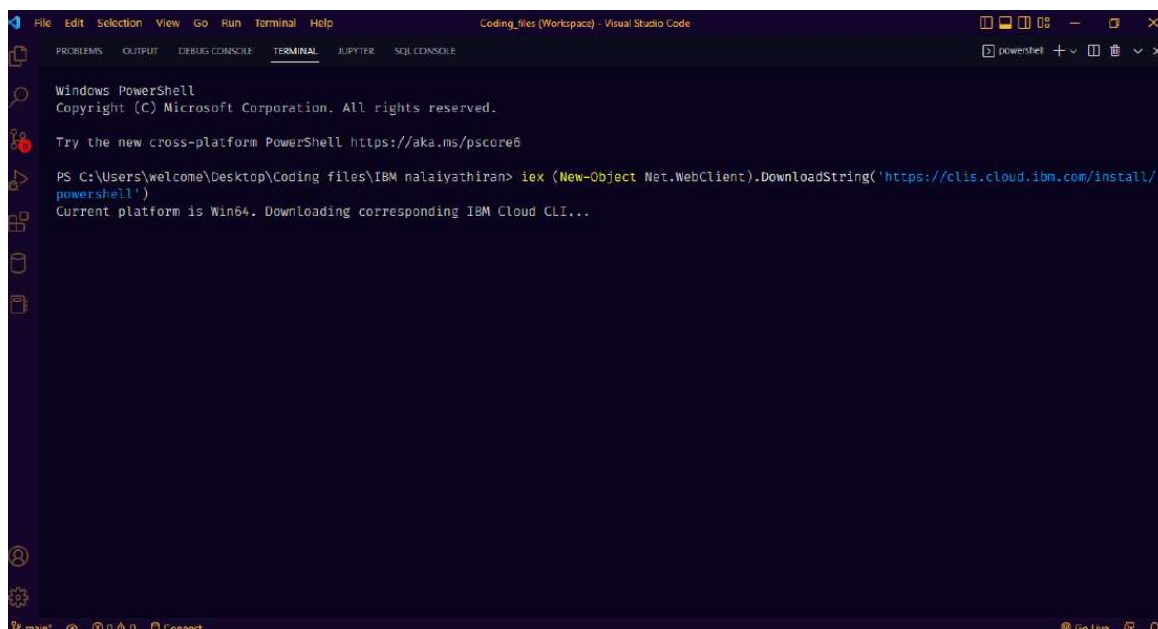 File Edit Selection View Go Run Terminal Help
Coding_files (Workspace) - Visual Studio Code
PROBLEMS OUTPUT DEBUG CONSOLE TERMINAL JUPYTER SQL CONSOLE
powershell
Windows PowerShell
Copyright (C) Microsoft Corporation. All rights reserved.
Try the new cross-platform PowerShell https://aka.ms/pscore6
PS C:\Users\welcome\Desktop\Coding files\IBM nalaiyathiran> iex (New-Object Net.WebClient).DownloadString('https://clis.cloud.ibm.com/install/
powershell')
Current platform is Win64. Downloading corresponding IBM Cloud CLI...
main* 0 0 Connect
Go Live